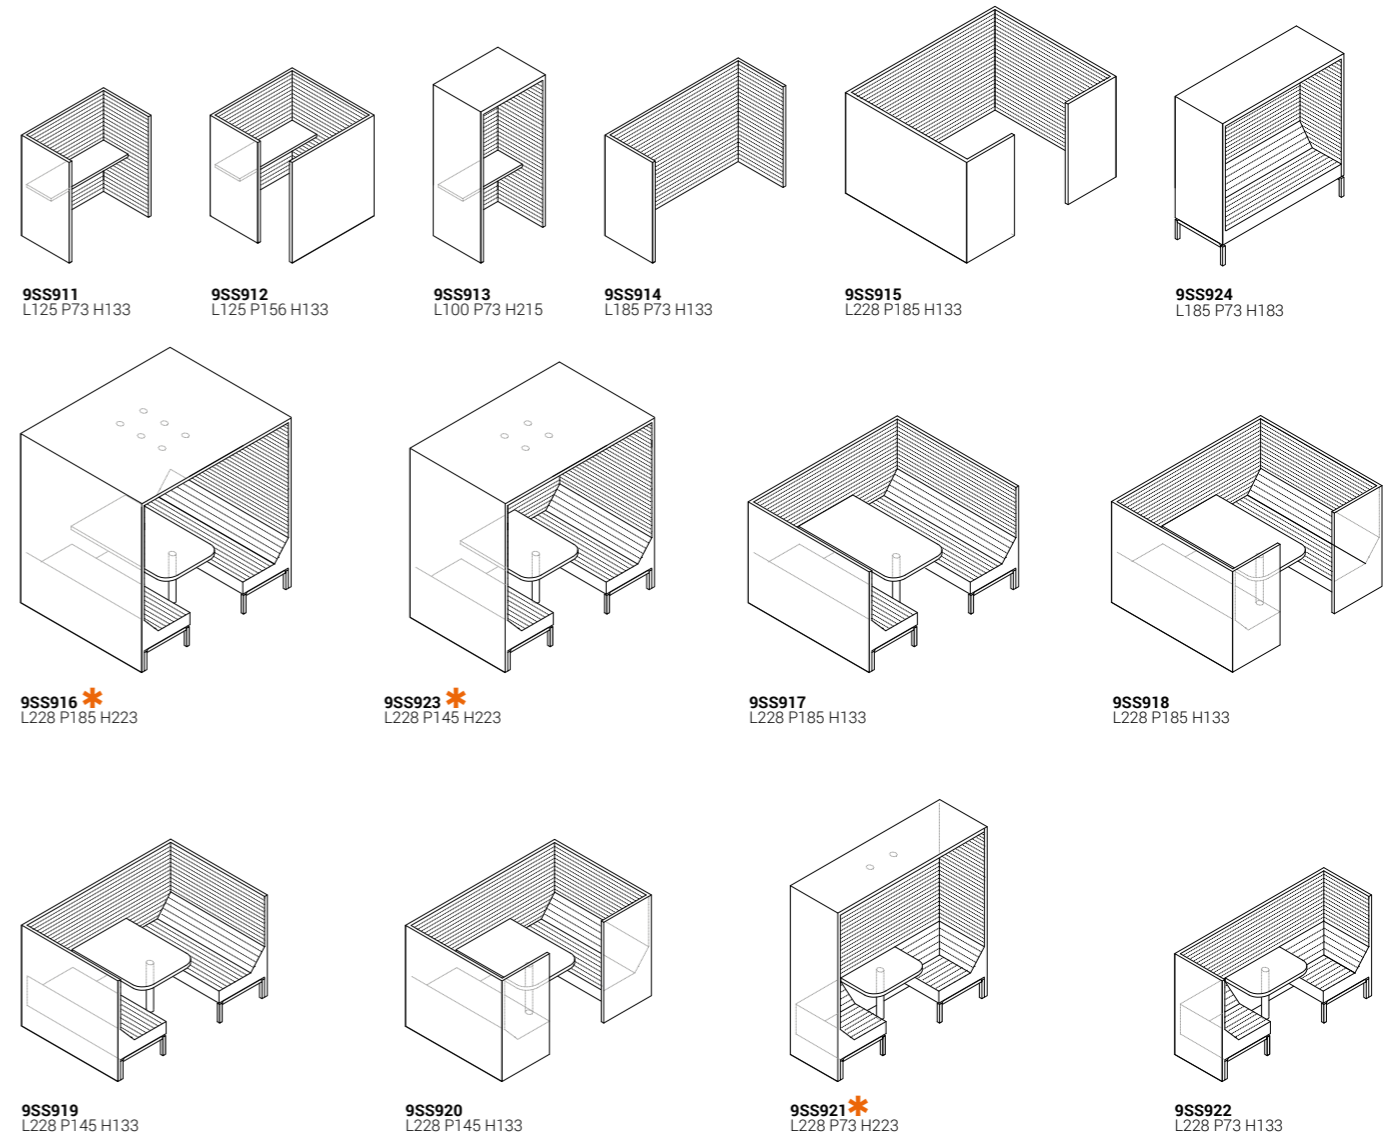 9SS911
L125 P73 H133
9SS912
L125 P156 H133
9SS913
L100 P73 H215
9SS914
L185 P73 H133
9SS915
L228 P185 H133
9SS924
L185 P73 H183
9SS916 *
L228 P185 H223
9SS923 *
L228 P145 H223
9SS917
L228 P185 H133
9SS918
L228 P185 H133
9SS919
L228 P145 H133
9SS920
L228 P145 H133
9SS921 *
L228 P73 H223
9SS922
L228 P73 H133